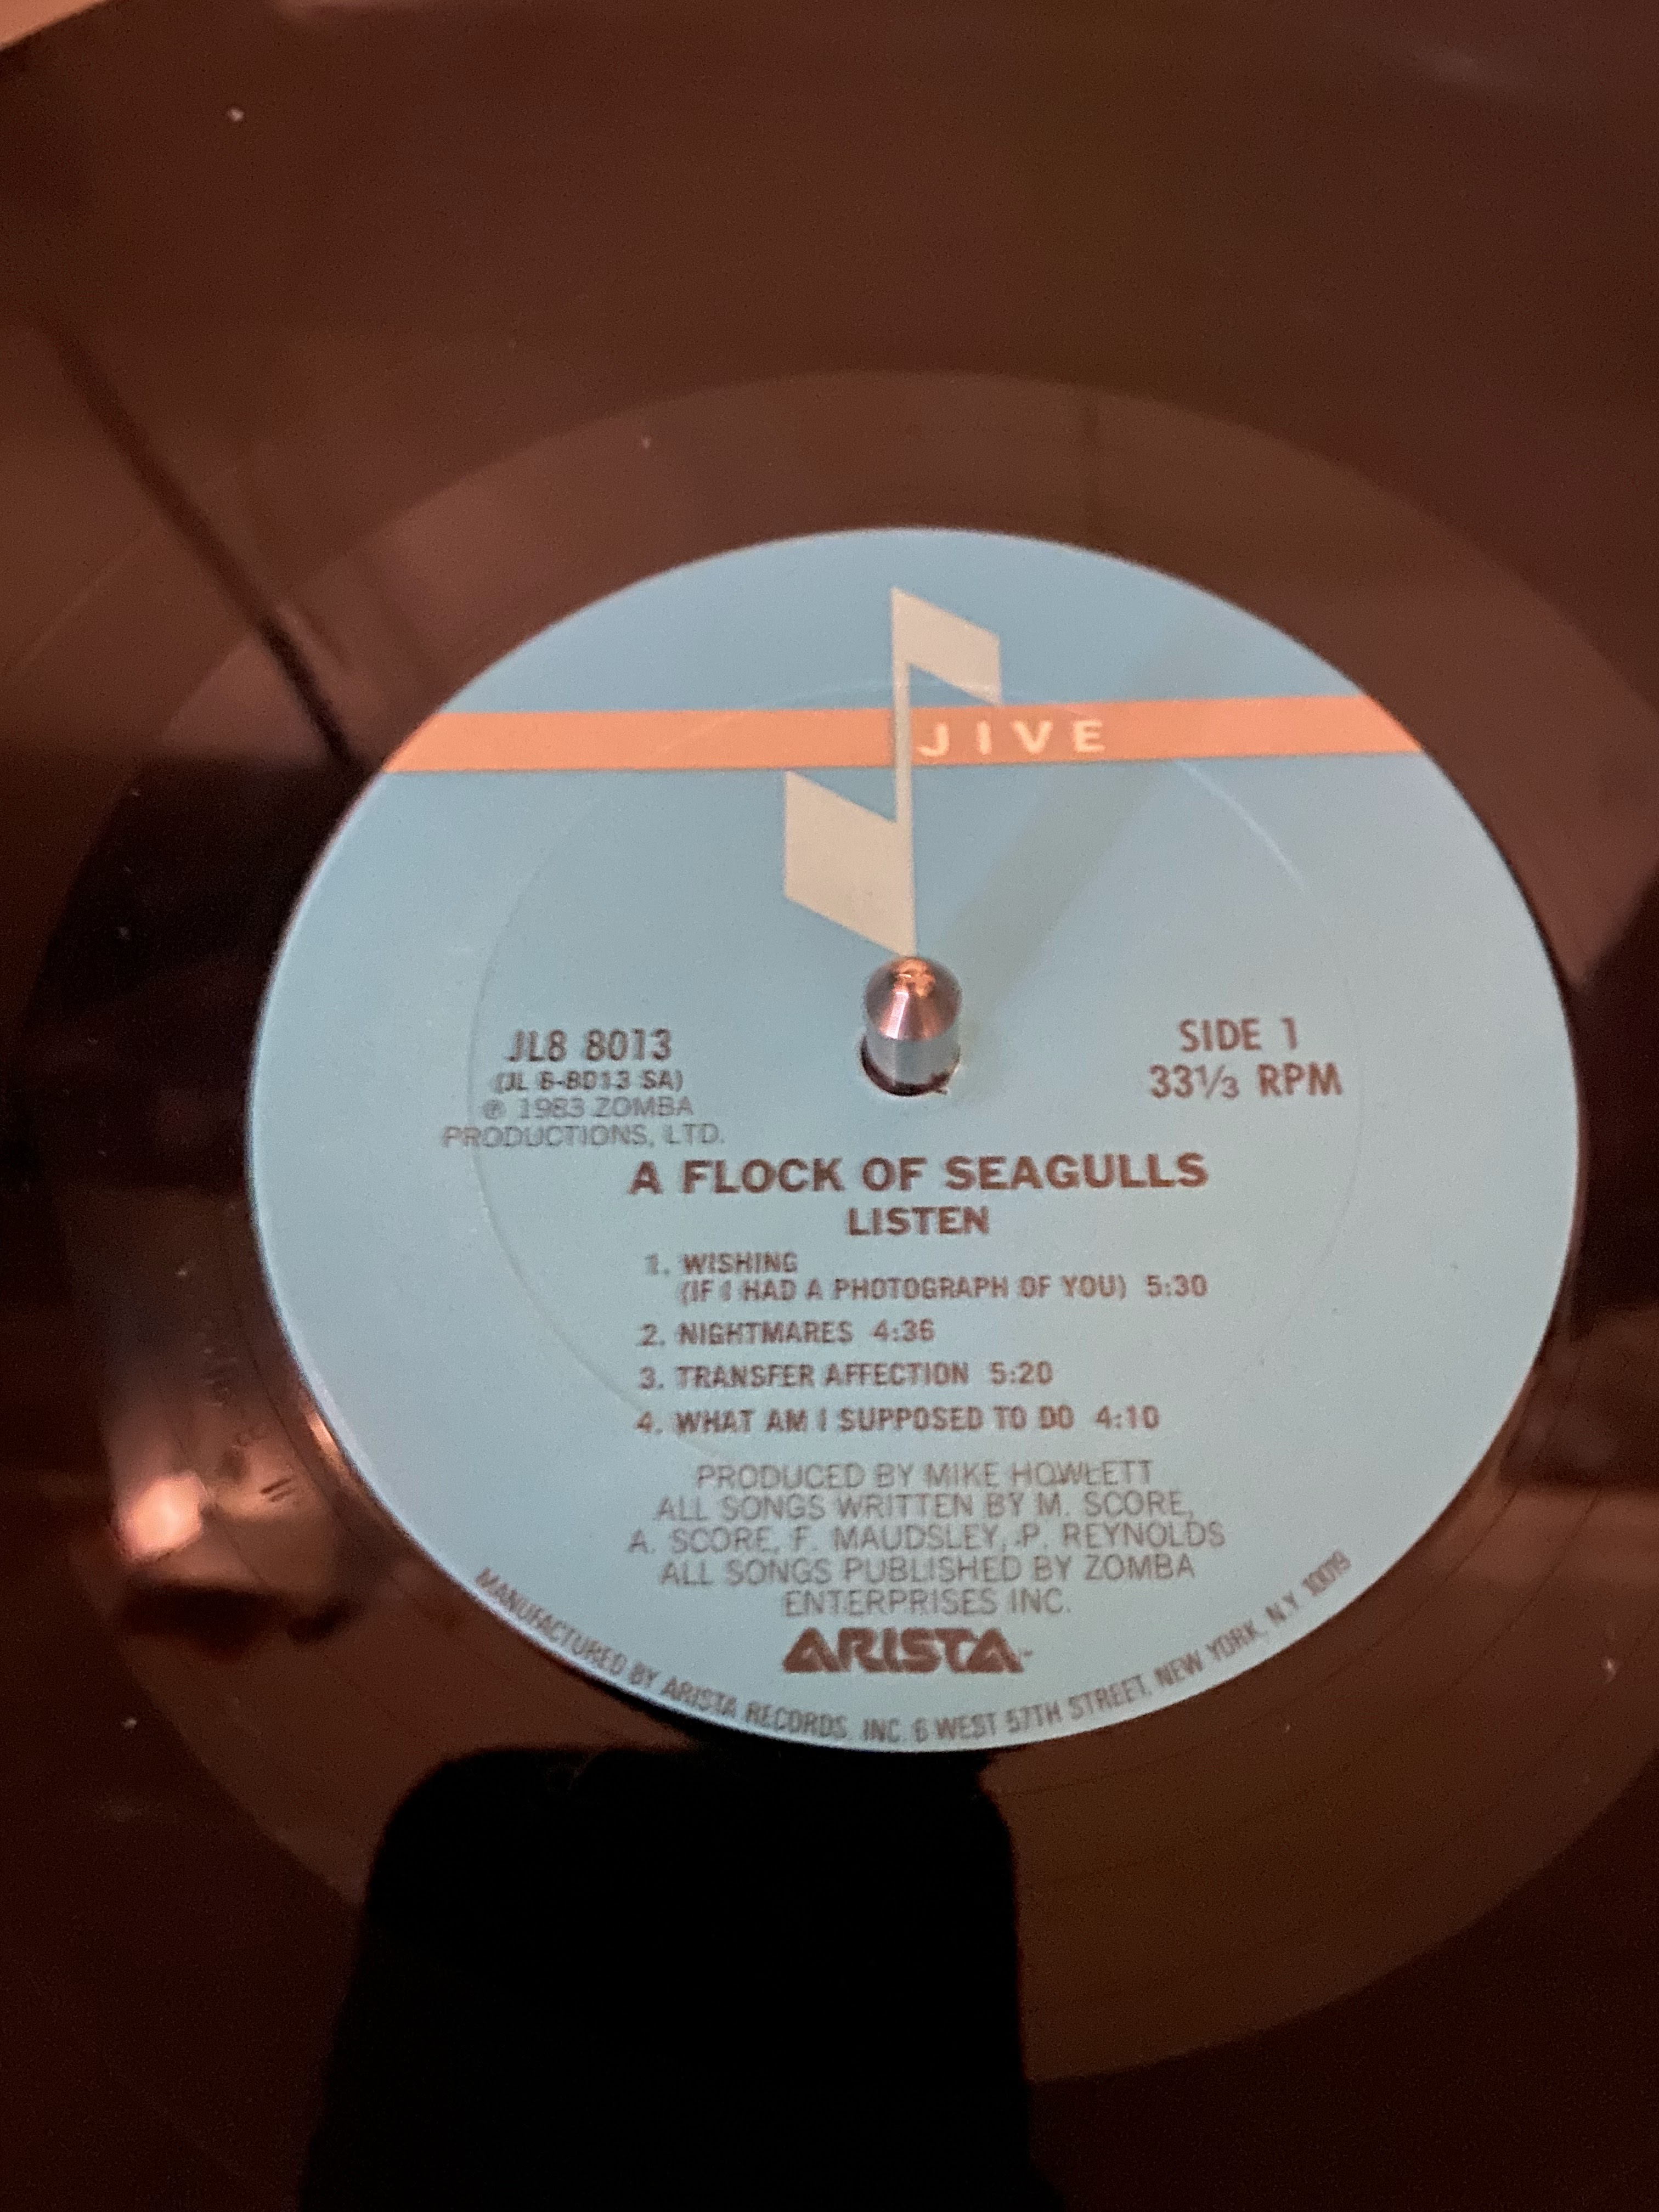 JIVE
JL8 8013
(JL 8-8013 SA)
℗ 1983 ZOMBA
PRODUCTIONS, LTD.
SIDE 1
33⅓ RPM
A FLOCK OF SEAGULLS
LISTEN
1. WISHING
(IF I HAD A PHOTOGRAPH OF YOU) 5:30
2. NIGHTMARES 4:36
3. TRANSFER AFFECTION 5:20
4. WHAT AM I SUPPOSED TO DO 4:10
PRODUCED BY MIKE HOWLETT
ALL SONGS WRITTEN BY M. SCORE,
A. SCORE, F. MAUDSLEY, P. REYNOLDS
ALL SONGS PUBLISHED BY ZOMBA
ENTERPRISES INC.
ARISTA
MANUFACTURED BY ARISTA RECORDS, INC. 6 WEST 57TH STREET, NEW YORK, N.Y. 10019